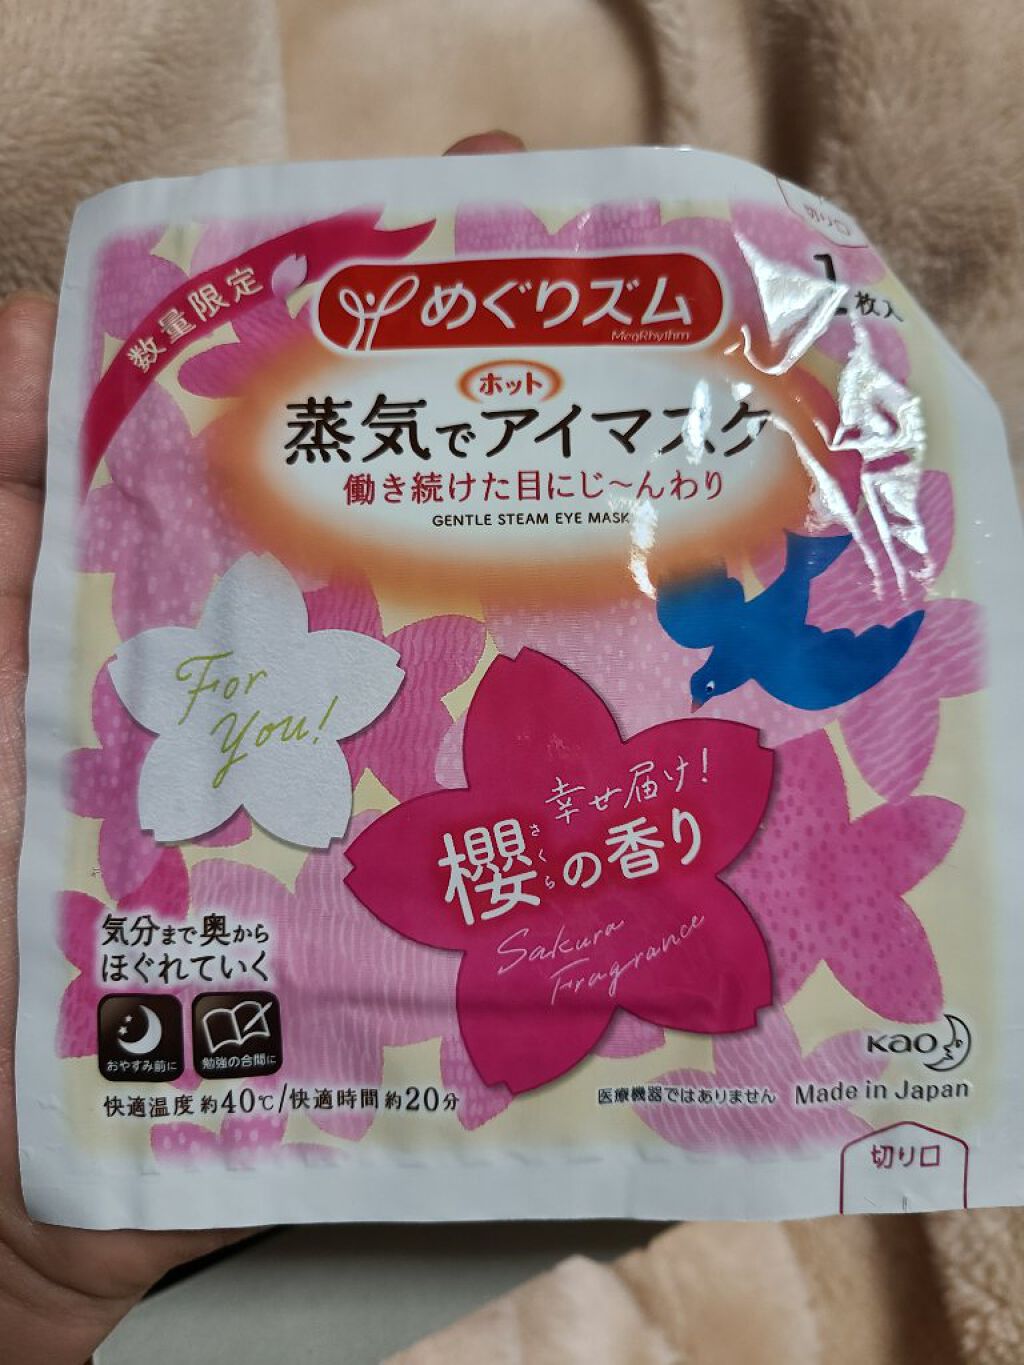 切り口
1枚入
数量限定
めぐりズム
MegRhythm
ホット
蒸気でアイマスク
働き続けた目にじ〜んわり
GENTLE STEAM EYE MASK
For
You!
幸せ届け!
櫻の香り
さくら
Sakura
Fragrance
気分まで奥から
ほぐれていく
おやすみ前に
勉強の合間に
快適温度約40℃/快適時間約20分
医療機器ではありません
Kao
Made in Japan
切り口